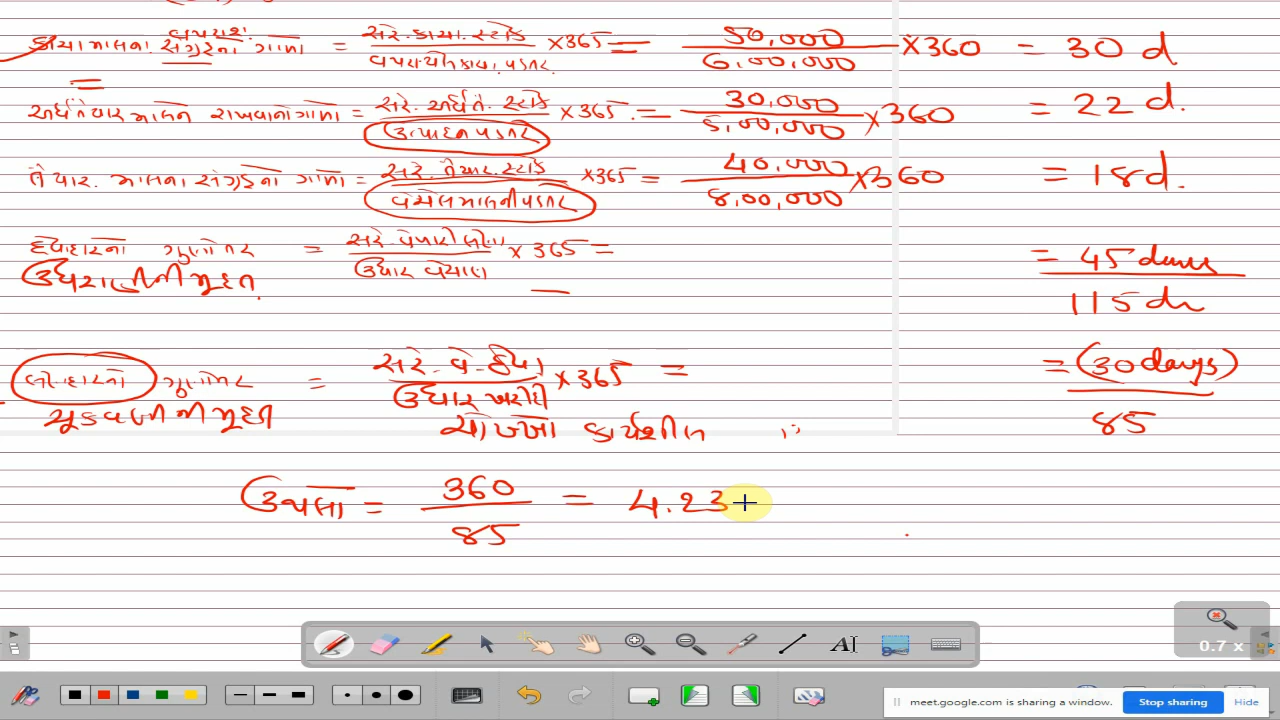 કાચામાલના વપરાશ સંગ્રહના ગાળા = સરે. કાચા. સ્ટોક / વપરાયેલ કાચા. પડતર ×365 = 50,000 / 6,00,000 ×360 = 30 d
અર્ધતૈયાર માલને રાખવાનો ગાળા = સરે. અર્ધતૈ. સ્ટોક / ઉત્પાદન પડતર ×365. = 30,000 / 5,00,000 ×360 = 22 d.
તૈયાર. માલના સંગ્રહનો ગાળા = સરે. તૈયાર. સ્ટોક / વેચેલ માલની પડતર ×365 = 40,000 / 8,00,000 ×360 = 18 d.
દેવાદારનો ગુણોત્તર = ઉધાર વેચાણ × 365 = = 45 days
ઉઘરાણીની મુદત 115 d
લેણદારનો ગુણોત્તર = સરે. વે. દેવા / ઉધાર ખરીદી ×365 = = (30 days)
ચૂકવણીની મુદત 85
ચોખ્ખો કાર્યશીલ
ઉથલો = 360 / 85 = 4.23
0.7 x
meet.google.com is sharing a window. Stop sharing Hide